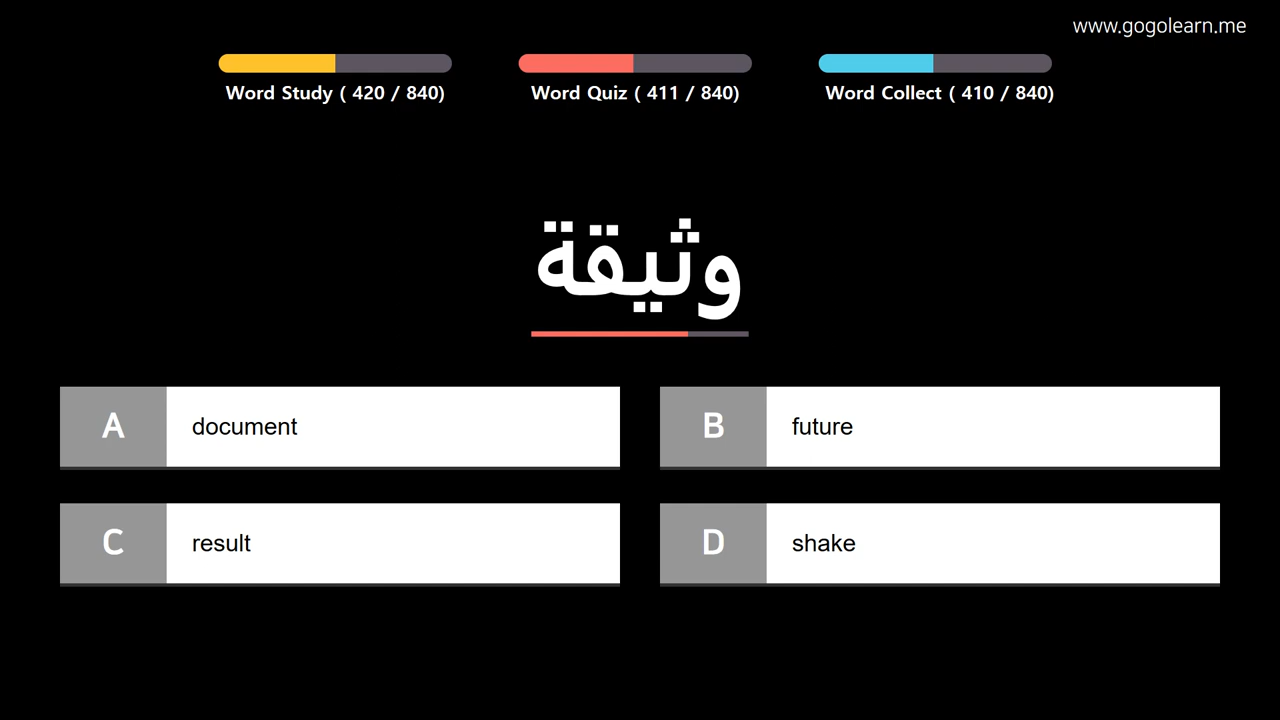 www.gogolearn.me
Word Study ( 420 / 840)
Word Quiz ( 411 / 840)
Word Collect ( 410 / 840)
وثيقة
A document
B future
C result
D shake